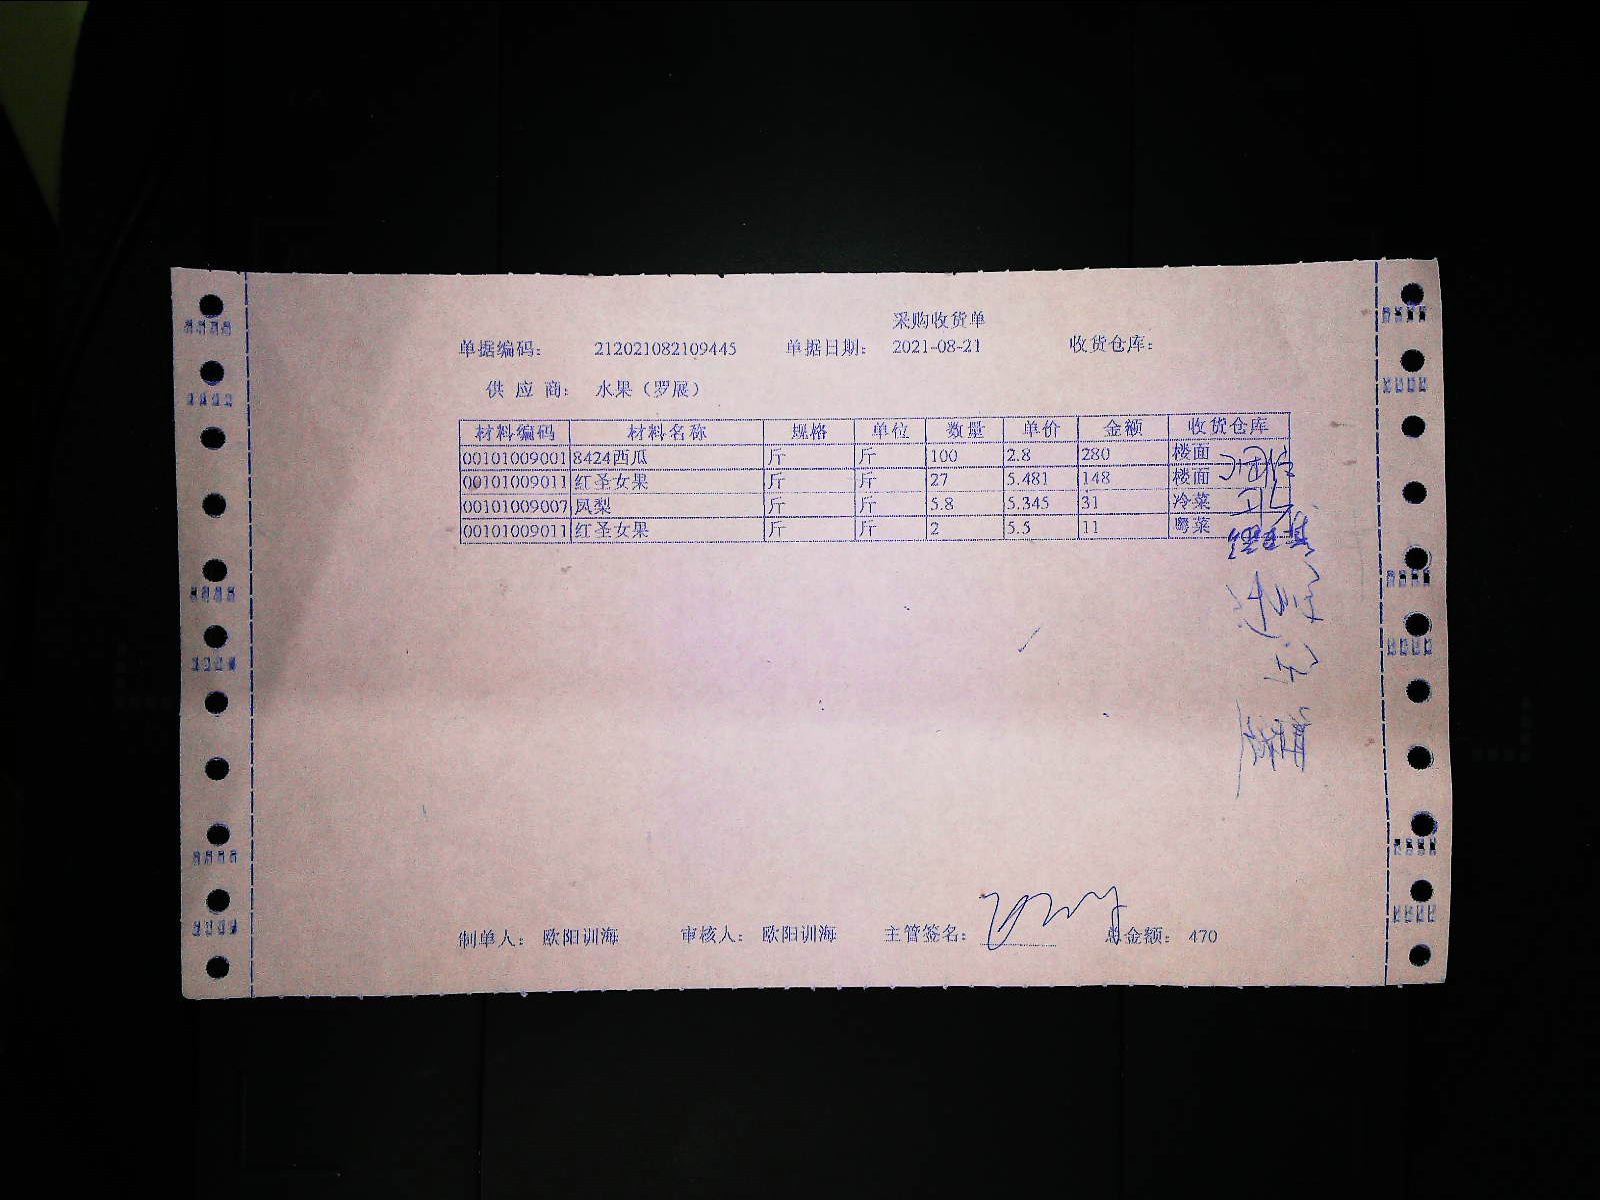 采购收货单
单据编码： 212021082109445 单据日期： 2021-08-21 收货仓库：
供 应 商： 水果（罗展）
材料编码 材料名称 规格 单位 数量 单价 金额 收货仓库
00101009001 8424西瓜 斤 斤 100 2.8 280 楼面
00101009011 红圣女果 斤 斤 27 5.481 148 楼面
00101009007 凤梨 斤 斤 5.8 5.345 31 冷菜
00101009011 红圣女果 斤 斤 2 5.5 11 粤菜
制单人： 欧阳训海 审核人： 欧阳训海 主管签名： 总金额： 470